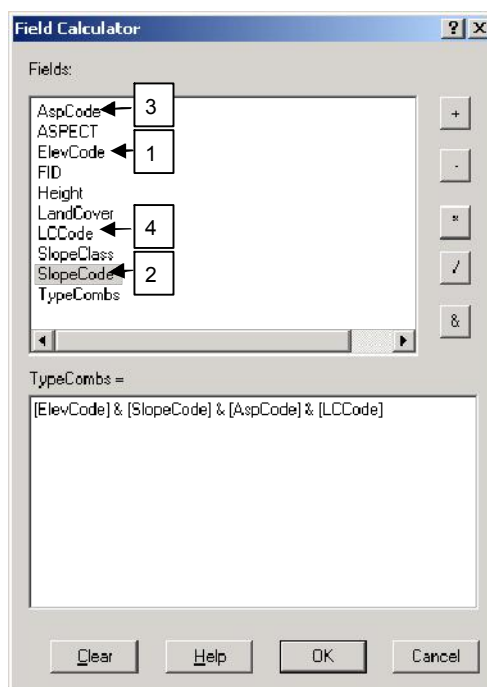 Field Calculator
Fields:
AspCode 3
ASPECT
ElevCode 1
FID
Height
LandCover
LCCode 4
SlopeClass
SlopeCode 2
TypeCombs
+
-
*
/
&
TypeCombs =
[ElevCode] & [SlopeCode] & [AspCode] & [LCCode]
Clear Help OK Cancel